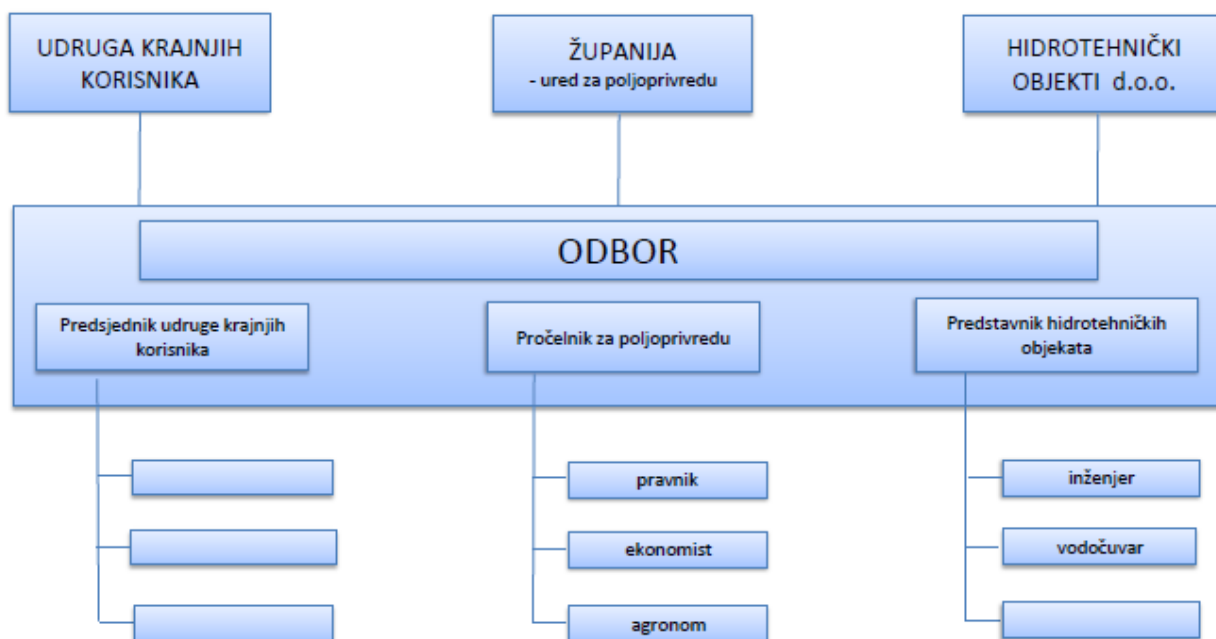 UDRUGA KRAJNJIH
KORISNIKA
ŽUPANIJA
- ured za poljoprivredu
HIDROTEHNIČKI
OBJEKTI d.o.o.
ODBOR
Predsjednik udruge krajnjih
korisnika
Pročelnik za poljoprivredu
Predstavnik hidrotehničkih
objekata
pravnik
ekonomist
agronom
inženjer
vodočuvar